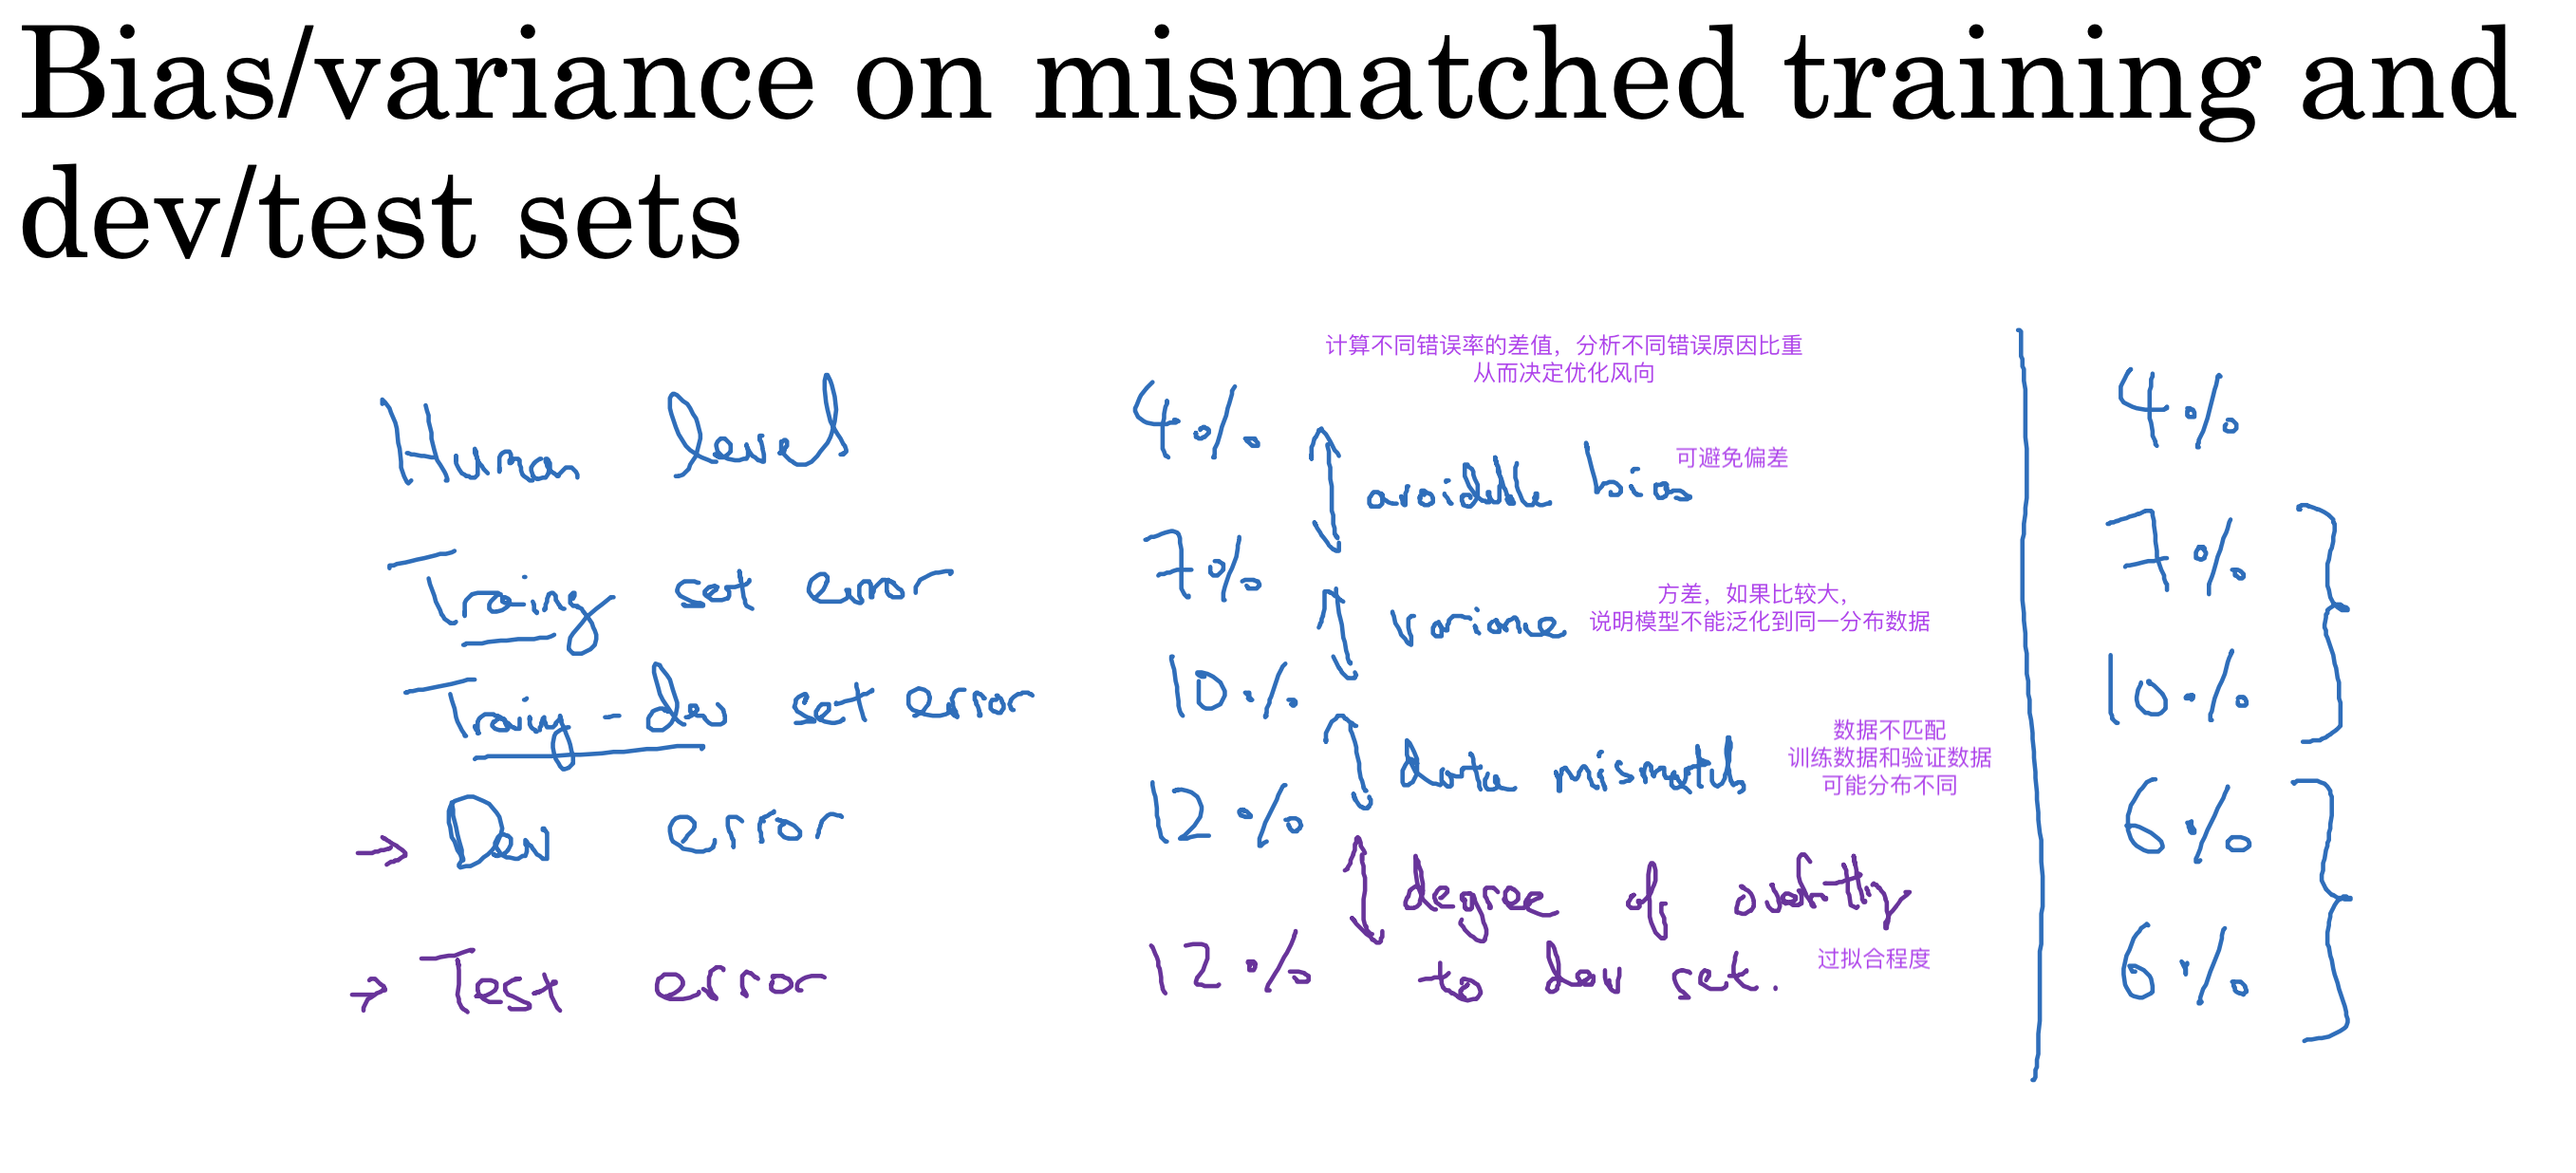 Bias/variance on mismatched training and
dev/test sets
计算不同错误率的差值，分析不同错误原因比重
从而决定优化风向
Human level 4% 4%
avoidable bias 可避免偏差
Training set error 7% 7%
方差，如果比较大，
variance 说明模型不能泛化到同一分布数据
Training-dev set error 10% 10%
数据不匹配
data mismatch 训练数据和验证数据
可能分布不同
→ Dev error 12% 6%
degree of overfitting
to dev set. 过拟合程度
→ Test error 12% 6%